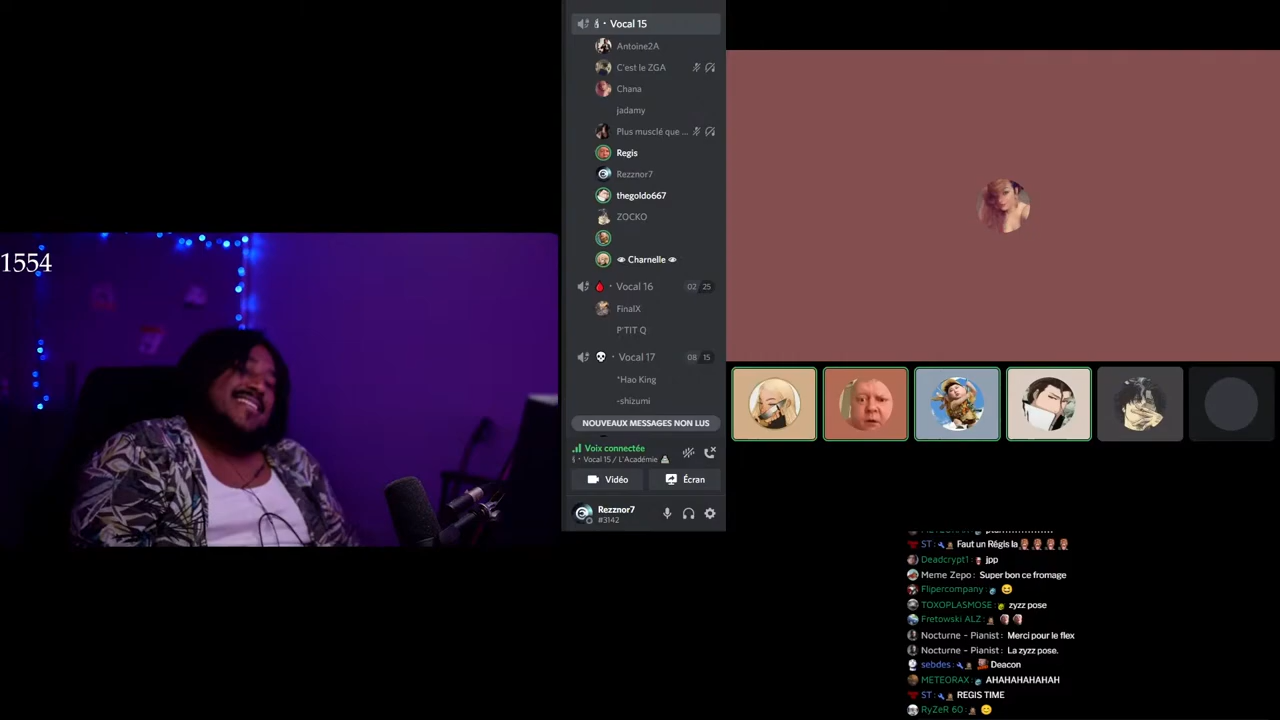 1554
Vocal 15
Antoine2A
C'est le ZGA
Chana
jadamy
Plus musclé que ...
Regis
Rezznor7
thegoldo667
ZOCKO
Charnelle
Vocal 16
02 25
FinalX
P'TIT Q
Vocal 17
08 15
*Hao King
-shizumi
NOUVEAUX MESSAGES NON LUS
Voix connectée
Vocal 15 / L'Académie
Vidéo
Écran
Rezznor7
#3142
ST : Faut un Régis la
Deadcrypt1 : jpp
Meme Zepo : Super bon ce fromage
Flipercompany :
TOXOPLASMOSE : zyzz pose
Fretowski ALZ :
Nocturne - Pianist : Merci pour le flex
Nocturne - Pianist : La zyzz pose.
sebdes : Deacon
METEORAX : AHAHAHAHAHAH
ST : REGIS TIME
RyZeR 60 :